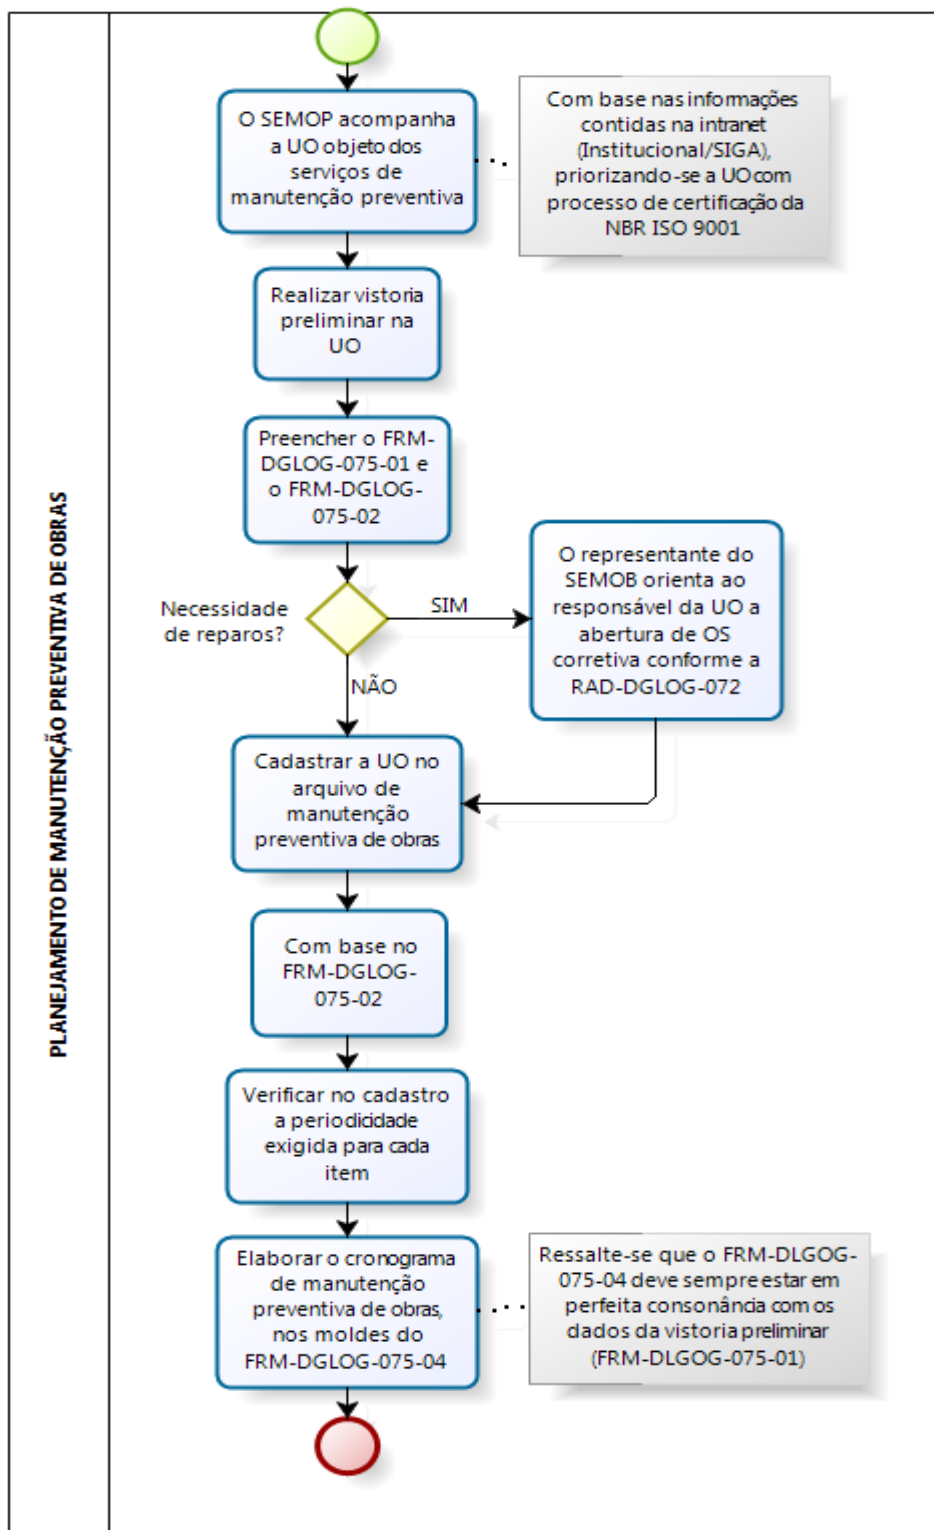 PLANEJAMENTO DE MANUTENÇÃO PREVENTIVA DE OBRAS
O SEMOP acompanha
a UO objeto dos
serviços de
manutenção preventiva
Com base nas informações
contidas na intranet
(Institucional/SIGA),
priorizando-se a UO com
processo de certificação da
NBR ISO 9001
Realizar vistoria
preliminar na
UO
Preencher o FRM-
DGLOG-075-01 e
o FRM-DGLOG-
075-02
Necessidade
de reparos?
SIM
NÃO
O representante do
SEMOB orienta ao
responsável da UO a
abertura de OS
corretiva conforme a
RAD-DGLOG-072
Cadastrar a UO no
arquivo de
manutenção
preventiva de obras
Com base no
FRM-DGLOG-
075-02
Verificar no cadastro
a periodicidade
exigida para cada
item
Elaborar o cronograma
de manutenção
preventiva de obras,
nos moldes do
FRM-DGLOG-075-04
Ressalte-se que o FRM-DLGOG-
075-04 deve sempre estar em
perfeita consonância com os
dados da vistoria preliminar
(FRM-DLGOG-075-01)